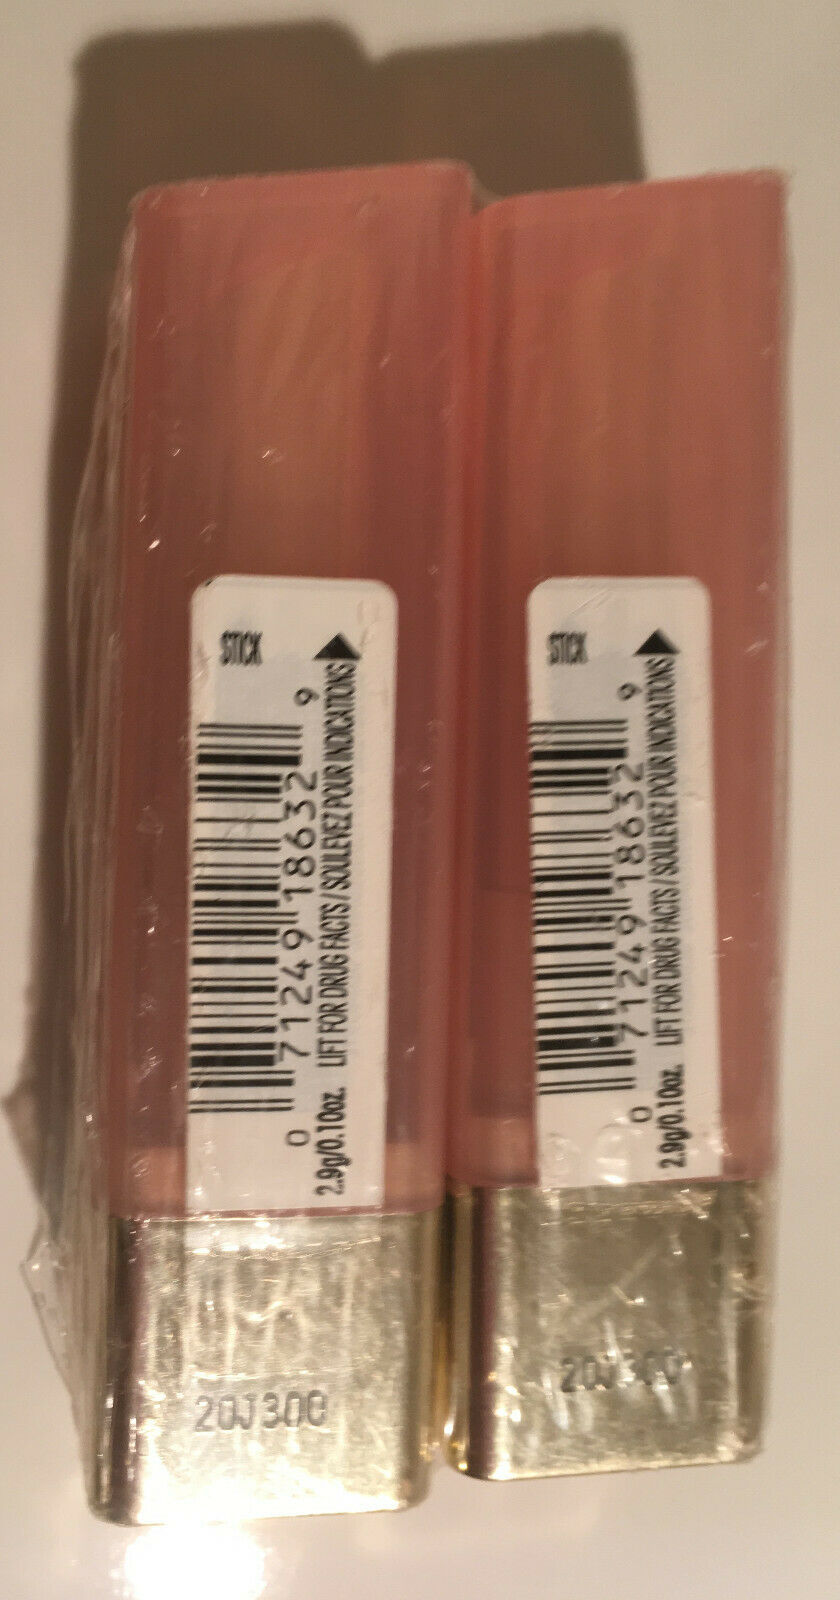 STICK
0 71249 18632 9
2.9g/0.10oz. LIFT FOR DRUG FACTS / SOULEVEZ POUR INDICATIONS
20J300
STICK
0 71249 18632 9
2.9g/0.10oz. LIFT FOR DRUG FACTS / SOULEVEZ POUR INDICATIONS
20J300